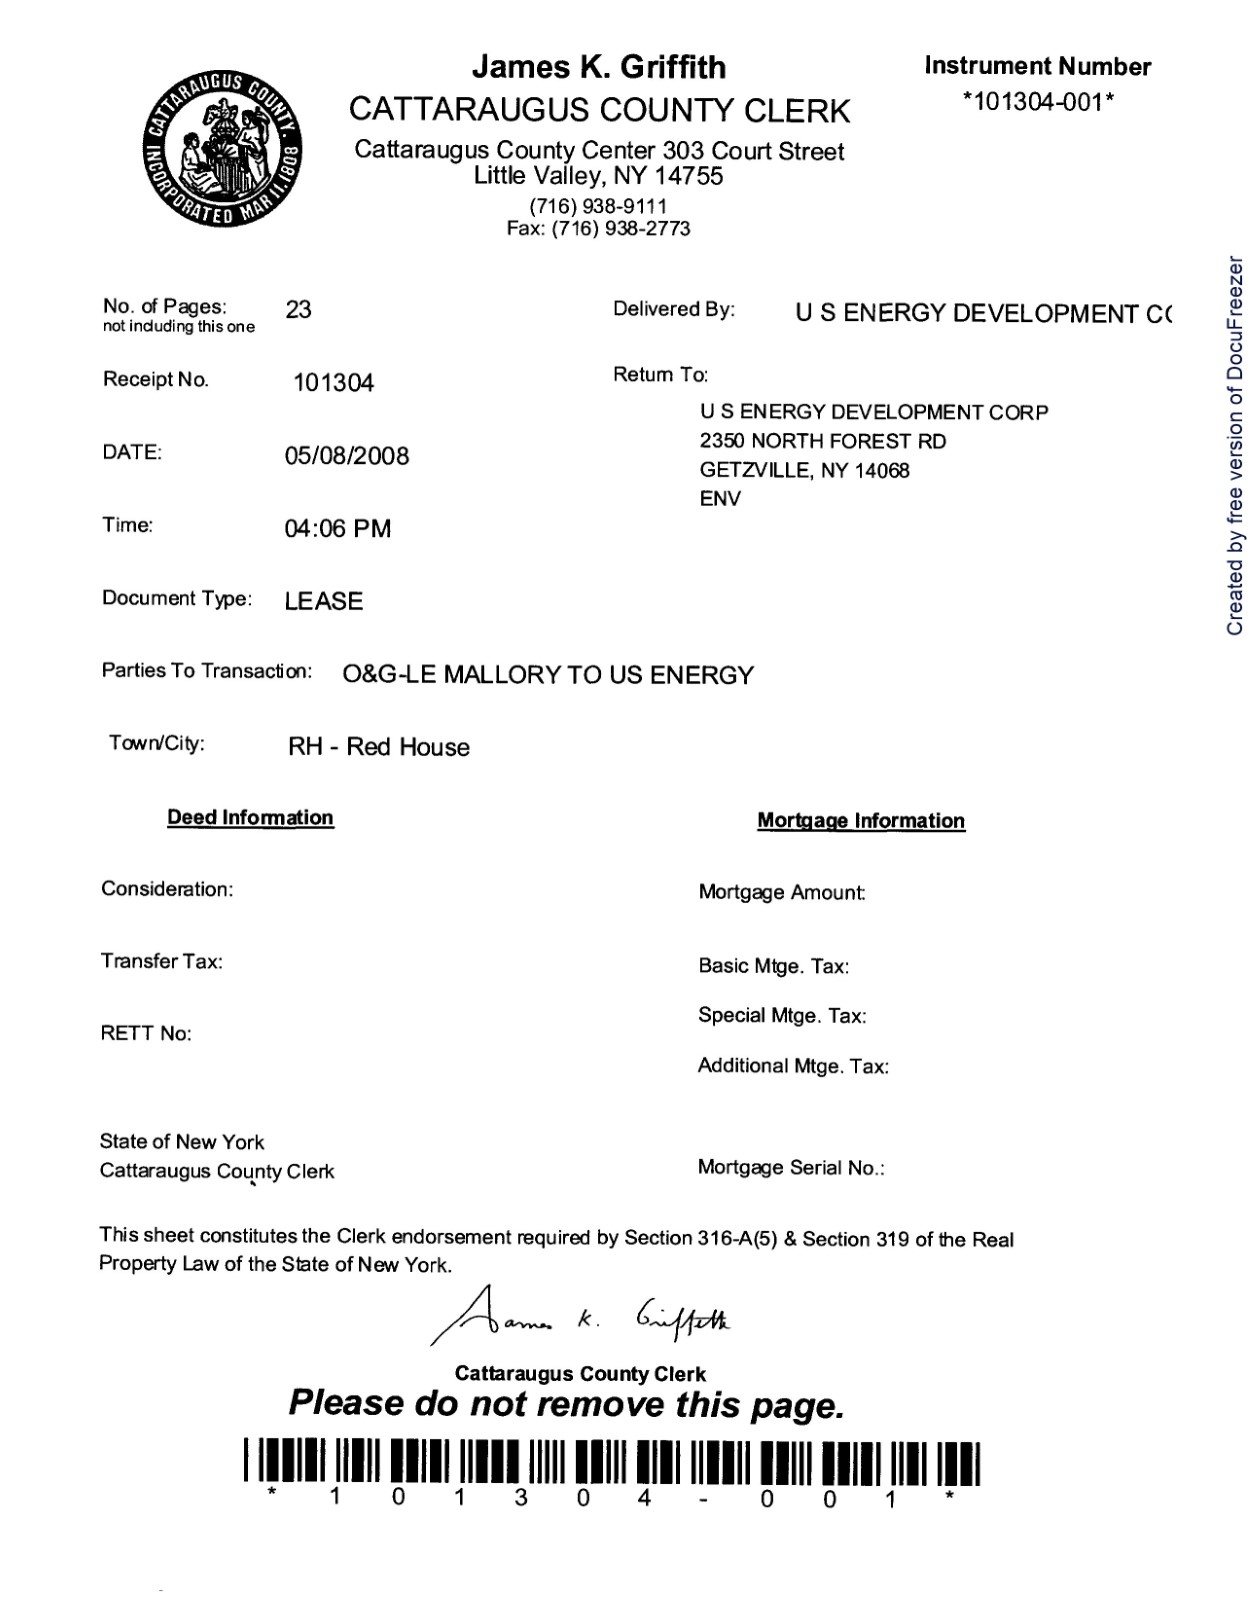 James K. Griffith
CATTARAUGUS COUNTY CLERK
Cattaraugus County Center 303 Court Street
Little Valley, NY 14755
(716) 938-9111
Fax: (716) 938-2773
Instrument Number
*101304-001*
CATTARAUGUS COUNTY.
INCORPORATED MAR 11.1808
No. of Pages: 23
not including this one
Delivered By: U S ENERGY DEVELOPMENT CO
Receipt No. 101304
Return To:
U S ENERGY DEVELOPMENT CORP
2350 NORTH FOREST RD
GETZVILLE, NY 14068
ENV
DATE: 05/08/2008
Time: 04:06 PM
Document Type: LEASE
Parties To Transaction: O&G-LE MALLORY TO US ENERGY
Town/City: RH - Red House
Deed Information
Mortgage Information
Consideration:
Mortgage Amount:
Transfer Tax:
Basic Mtge. Tax:
Special Mtge. Tax:
RETT No:
Additional Mtge. Tax:
State of New York
Cattaraugus County Clerk
Mortgage Serial No.:
This sheet constitutes the Clerk endorsement required by Section 316-A(5) & Section 319 of the Real
Property Law of the State of New York.
James K. Griffith
Cattaraugus County Clerk
Please do not remove this page.
* 1 0 1 3 0 4 - 0 0 1 *
Created by free version of DocuFreezer